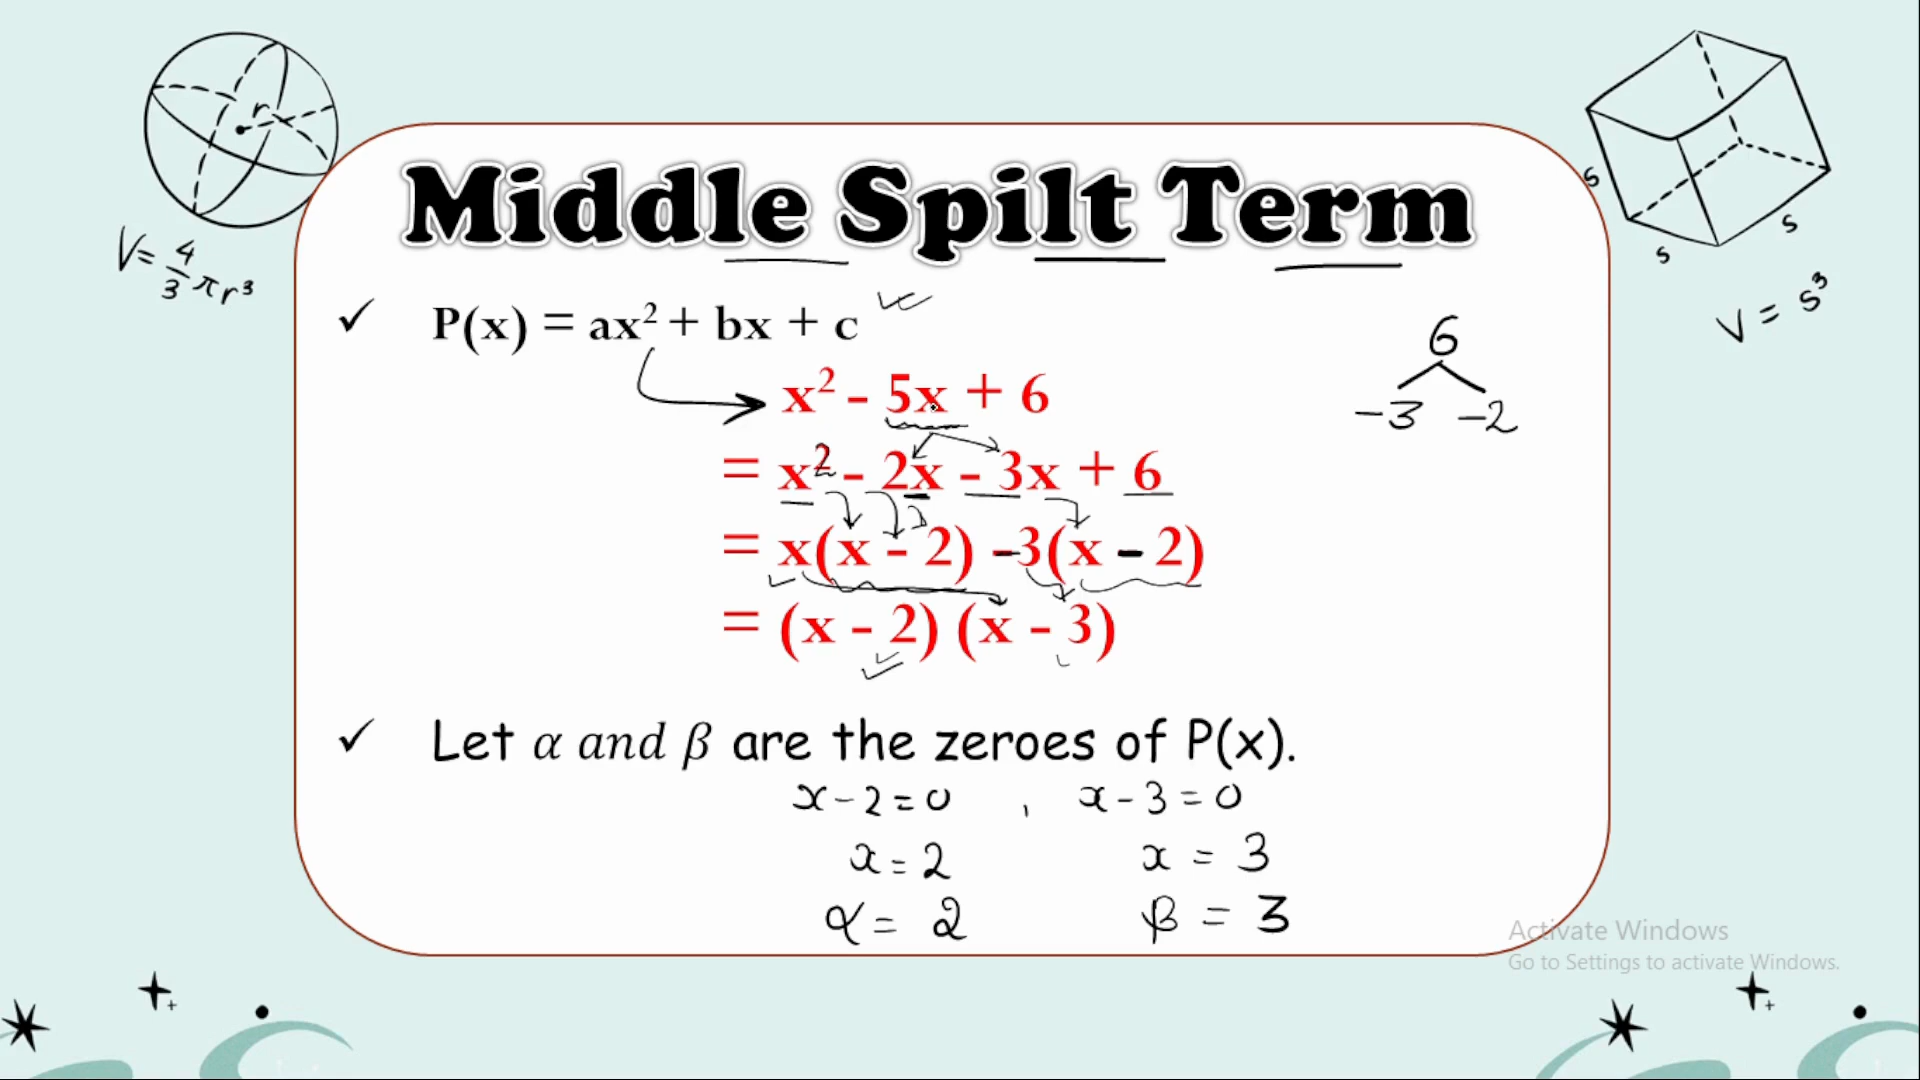 Middle Spilt Term
r
V = 4/3 πr³
s
s
s
V = s³
✓ P(x) = ax² + bx + c
6
-3 -2
x² - 5x + 6
= x² - 2x - 3x + 6
= x(x - 2) -3(x - 2)
= (x - 2) (x - 3)
✓ Let α and β are the zeroes of P(x).
x-2=0 , x-3=0
x=2 x = 3
α= 2 β = 3
Activate Windows
Go to Settings to activate Windows.